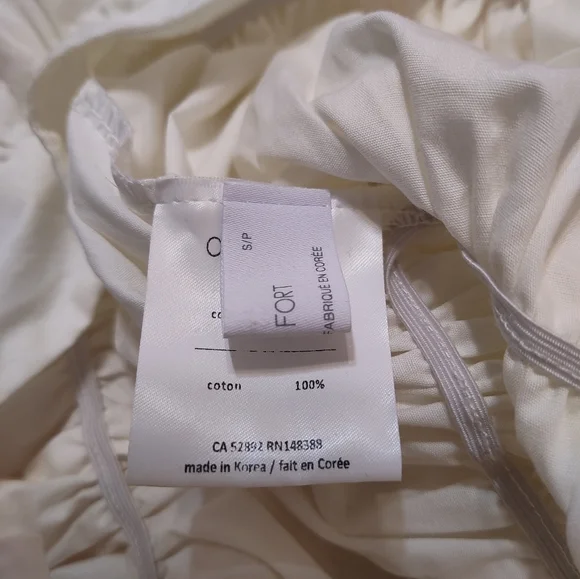 S/P
FORT
FABRIQUÉ EN CORÉE
coton 100%
CA 52892 RN148388
made in Korea / fait en Corée